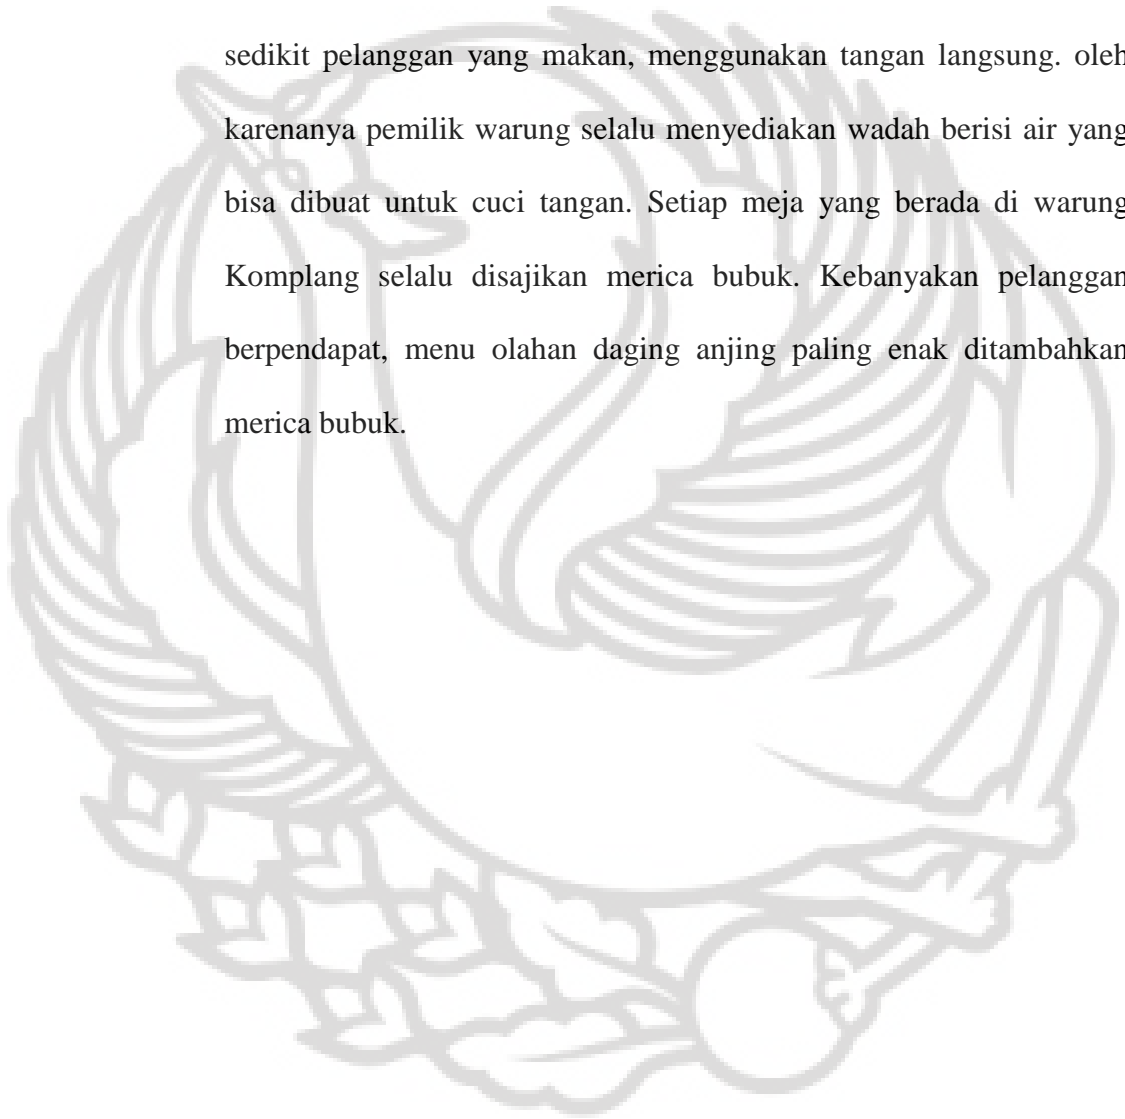 sedikit pelanggan yang makan, menggunakan tangan langsung. oleh
karenanya pemilik warung selalu menyediakan wadah berisi air yang
bisa dibuat untuk cuci tangan. Setiap meja yang berada di warung
Komplang selalu disajikan merica bubuk. Kebanyakan pelanggan
berpendapat, menu olahan daging anjing paling enak ditambahkan
merica bubuk.